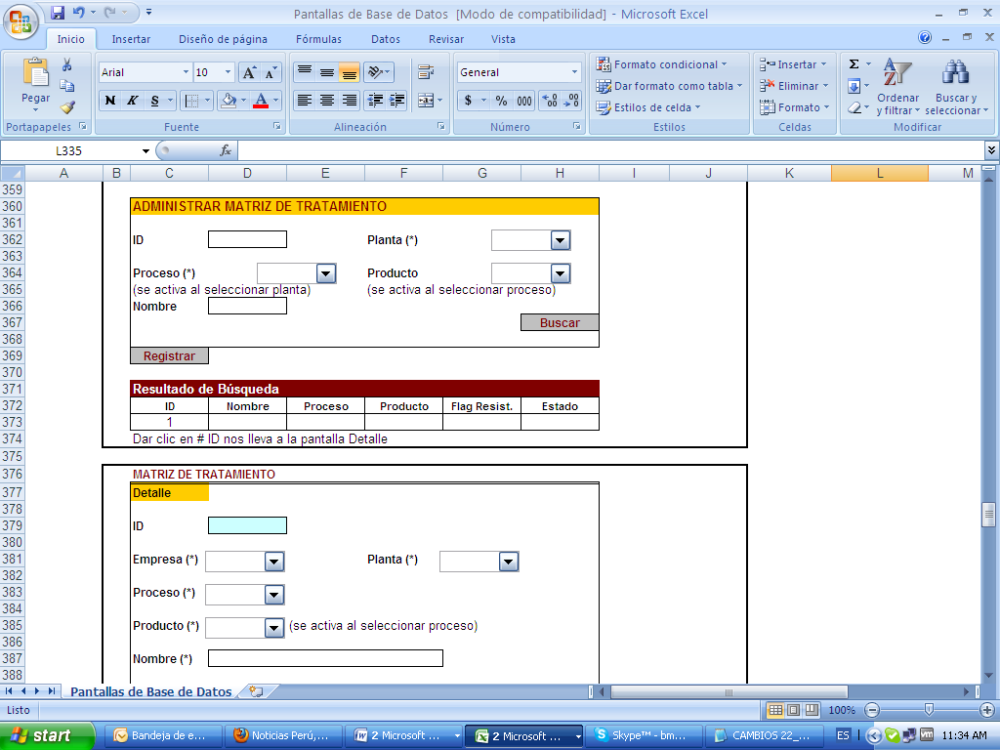 Pantallas de Base de Datos [Modo de compatibilidad] - Microsoft Excel
Inicio Insertar Diseño de página Fórmulas Datos Revisar Vista
Pegar
Portapapeles
Arial 10
N K S
Fuente
Alineación
General
$ % 000
Número
Formato condicional
Dar formato como tabla
Estilos de celda
Estilos
Insertar
Eliminar
Formato
Celdas
Σ
Ordenar y filtrar
Buscar y seleccionar
Modificar
L335 fx
A B C D E F G H I J K L M
359
360 ADMINISTRAR MATRIZ DE TRATAMIENTO
361
362 ID Planta (*)
363
364 Proceso (*) Producto
365 (se activa al seleccionar planta) (se activa al seleccionar proceso)
366 Nombre
367 Buscar
368
369 Registrar
370
371 Resultado de Búsqueda
372 ID Nombre Proceso Producto Flag Resist. Estado
373 1
374 Dar clic en # ID nos lleva a la pantalla Detalle
375
376 MATRIZ DE TRATAMIENTO
377 Detalle
378
379 ID
380
381 Empresa (*) Planta (*)
382
383 Proceso (*)
384
385 Producto (*) (se activa al seleccionar proceso)
386
387 Nombre (*)
388
Pantallas de Base de Datos
Listo 100%
start Bandeja de e... Noticias Perú,... 2 Microsoft ... 2 Microsoft ... Skype™ - bm... CAMBIOS 22_... ES 11:34 AM